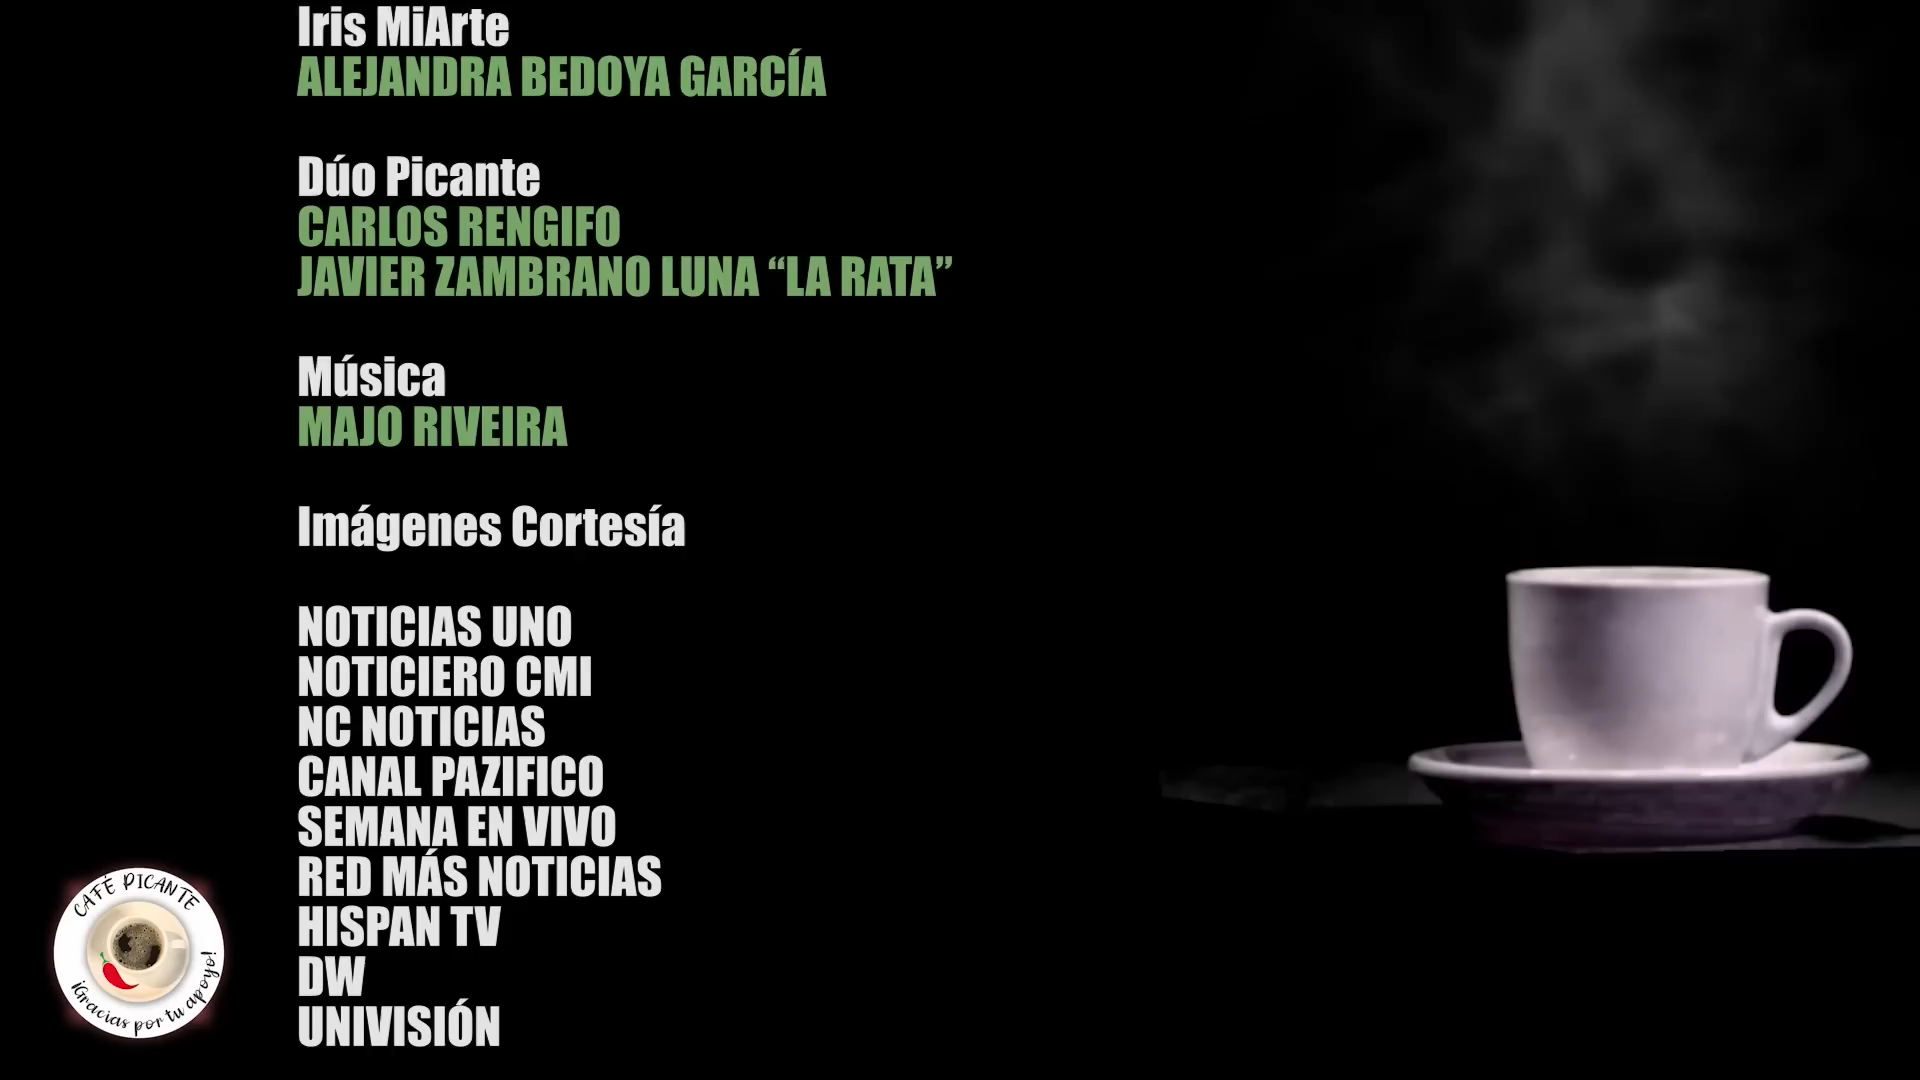 Iris MiArte
ALEJANDRA BEDOYA GARCÍA
Dúo Picante
CARLOS RENGIFO
JAVIER ZAMBRANO LUNA “LA RATA”
Música
MAJO RIVEIRA
Imágenes Cortesía
NOTICIAS UNO
NOTICIERO CMI
NC NOTICIAS
CANAL PAZIFICO
SEMANA EN VIVO
RED MÁS NOTICIAS
HISPAN TV
DW
UNIVISIÓN
CAFÉ PICANTE
¡Gracias por tu apoyo!